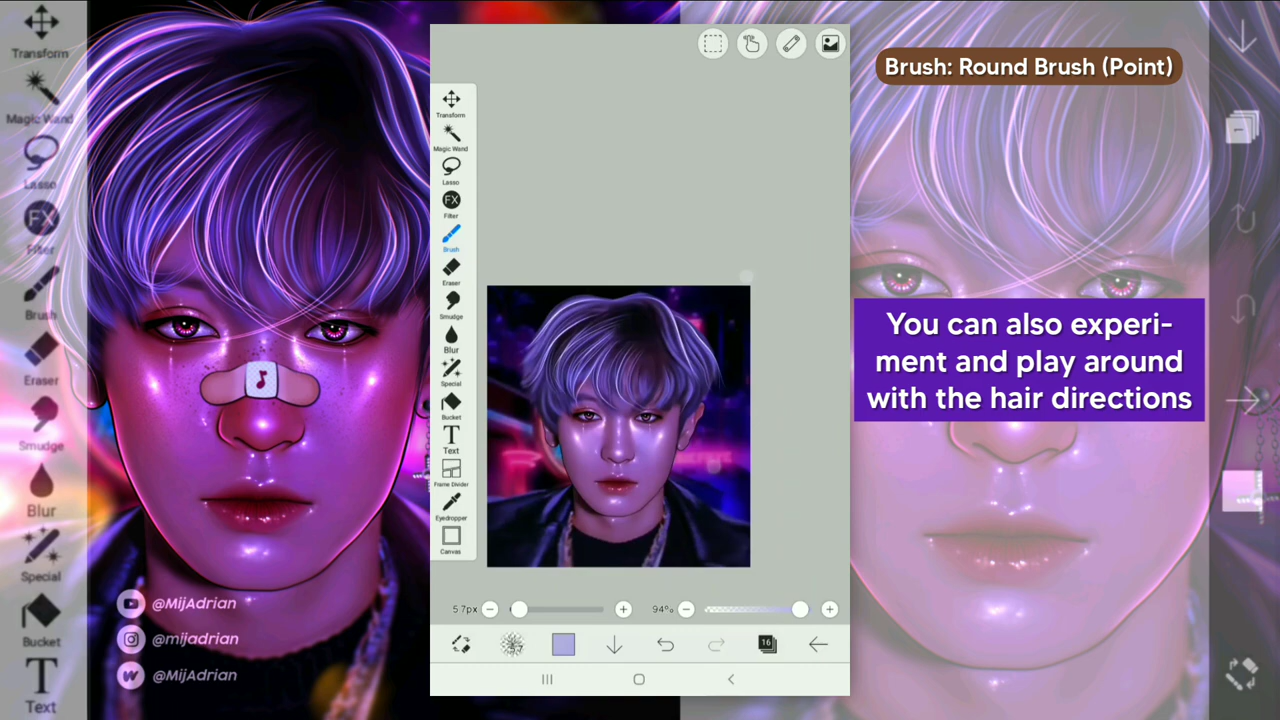 Transform
Magic Wand
Lasso
FX
Filter
Brush
Eraser
Smudge
Blur
Special
Bucket
T
Text
@MijAdrian
@mijadrian
@MijAdrian
Transform
Magic Wand
Lasso
FX
Filter
Brush
Eraser
Smudge
Blur
Special
Bucket
T
Text
Frame Divider
Eyedropper
Canvas
5.7px
94%
16
Brush: Round Brush (Point)
You can also experi-
ment and play around
with the hair directions